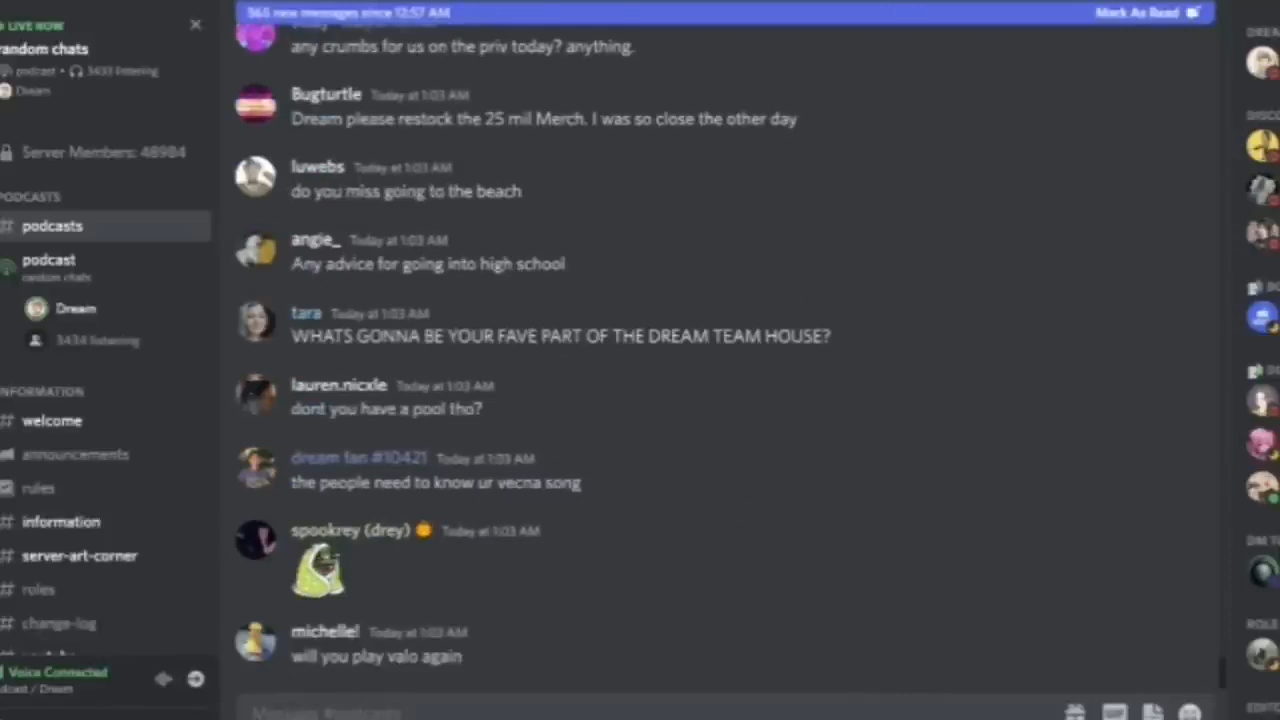 LIVE NOW
random chats
podcast • 3433 listening
Dream
Server Members: 48984
PODCASTS
podcasts
podcast
random chats
Dream
3434 listening
INFORMATION
welcome
announcements
rules
information
server-art-corner
roles
change-log
Voice Connected
podcast / Dream
new messages since 12:57 AM
Mark As Read
any crumbs for us on the priv today? anything.
Bugturtle Today at 1:03 AM
Dream please restock the 25 mil Merch. I was so close the other day
luwebs Today at 1:03 AM
do you miss going to the beach
angie_ Today at 1:03 AM
Any advice for going into high school
tara Today at 1:03 AM
WHATS GONNA BE YOUR FAVE PART OF THE DREAM TEAM HOUSE?
lauren.nicxle Today at 1:03 AM
dont you have a pool tho?
dream fan #10421 Today at 1:03 AM
the people need to know ur vecna song
spookrey (drey) Today at 1:03 AM
michelle! Today at 1:03 AM
will you play valo again
Message #podcasts